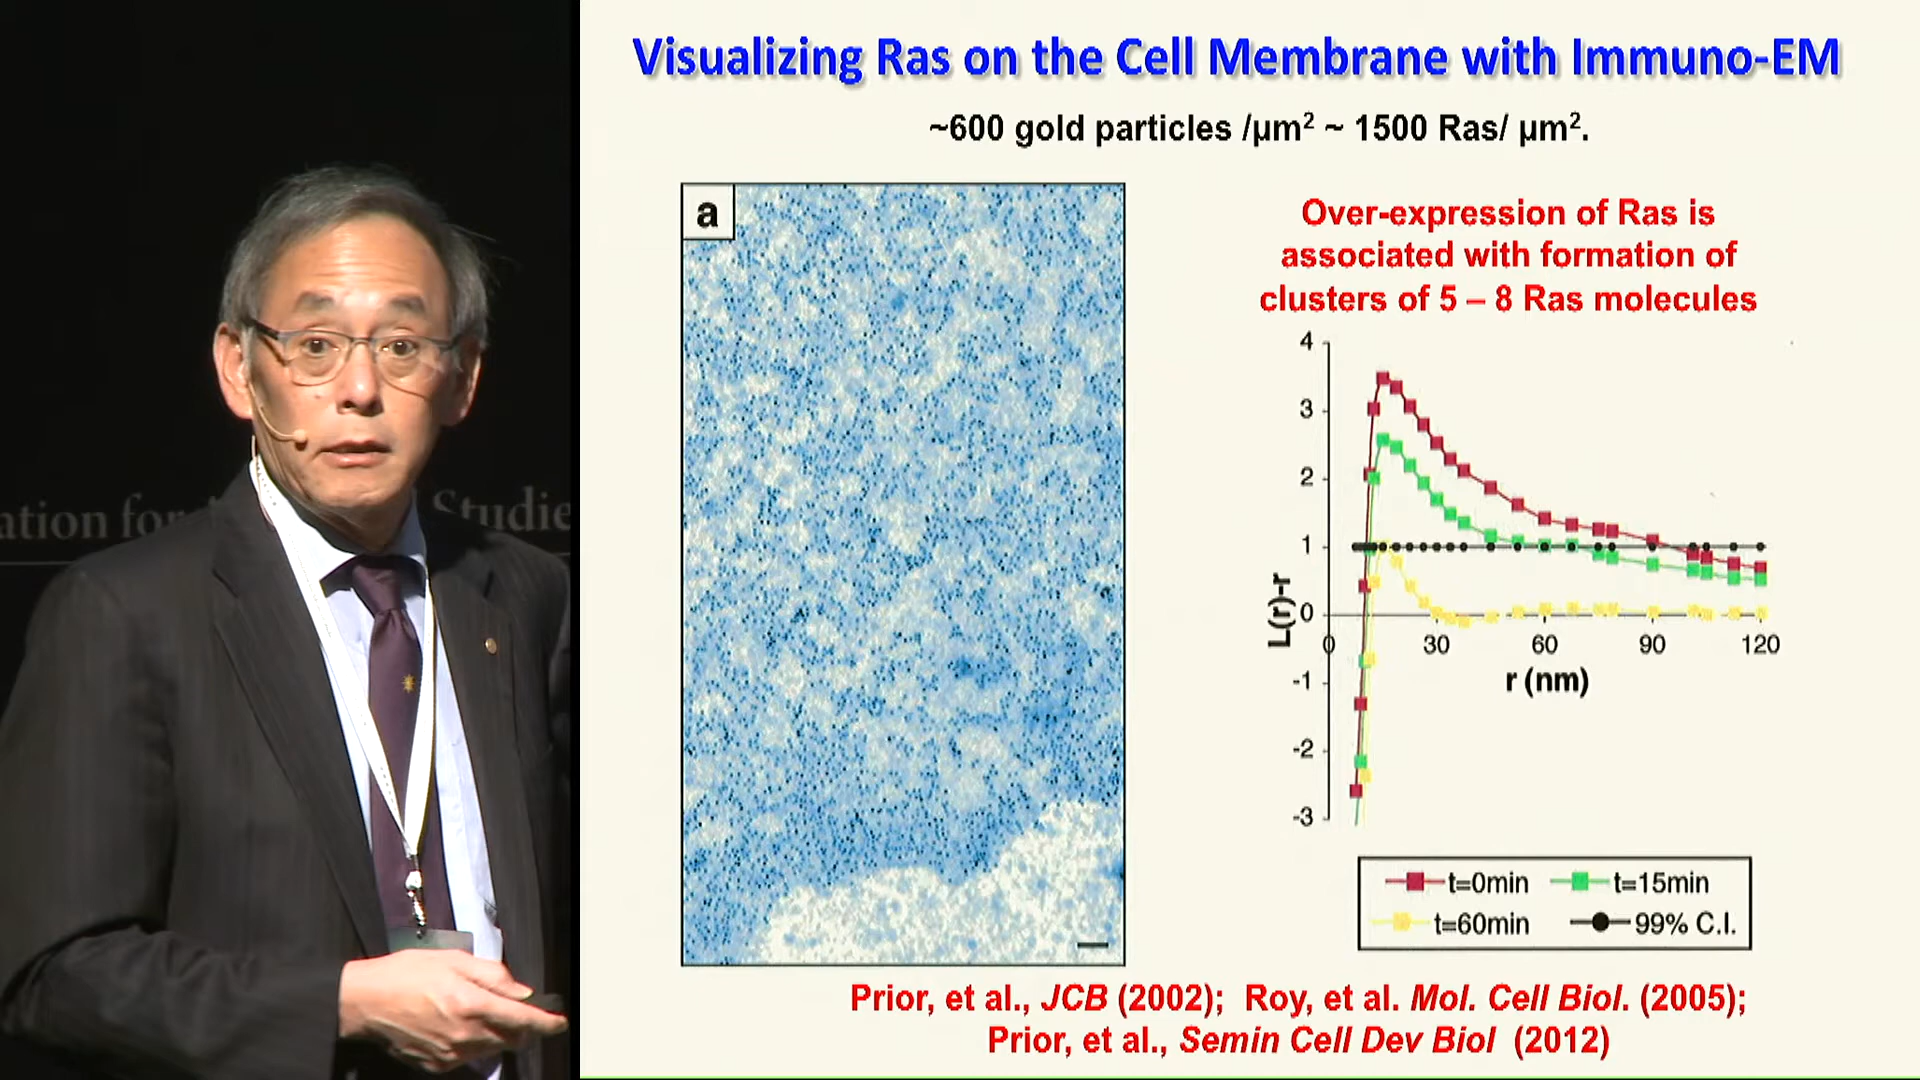 ation for
Studie
Visualizing Ras on the Cell Membrane with Immuno-EM
~600 gold particles /µm² ~ 1500 Ras/ µm².
a
Over-expression of Ras is
associated with formation of
clusters of 5 – 8 Ras molecules
4
3
2
1
0
-1
-2
-3
L(r)-r
0 30 60 90 120
r (nm)
t=0min t=15min
t=60min 99% C.I.
Prior, et al., JCB (2002); Roy, et al. Mol. Cell Biol. (2005);
Prior, et al., Semin Cell Dev Biol (2012)